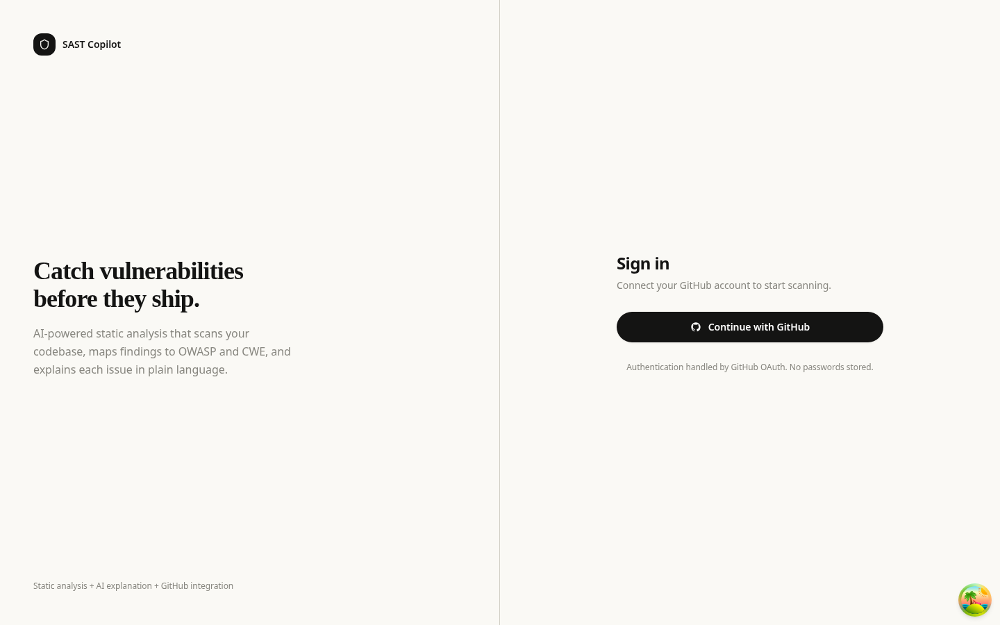 SAST Copilot
Catch vulnerabilities
before they ship.
AI-powered static analysis that scans your
codebase, maps findings to OWASP and CWE, and
explains each issue in plain language.
Static analysis + AI explanation + GitHub integration
Sign in
Connect your GitHub account to start scanning.
Continue with GitHub
Authentication handled by GitHub OAuth. No passwords stored.